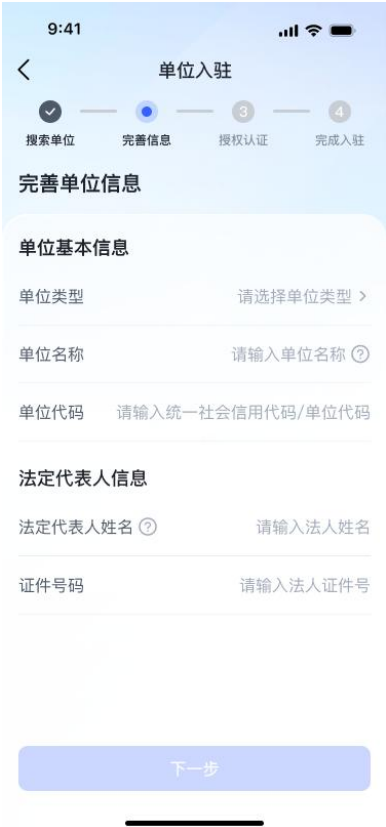 9:41
单位入驻
3
4
搜索单位 完善信息 授权认证 完成入驻
完善单位信息
单位基本信息
单位类型 请选择单位类型
单位名称 请输入单位名称 ?
单位代码 请输入统一社会信用代码/单位代码
法定代表人信息
法定代表人姓名 ? 请输入法人姓名
证件号码 请输入法人证件号
下一步